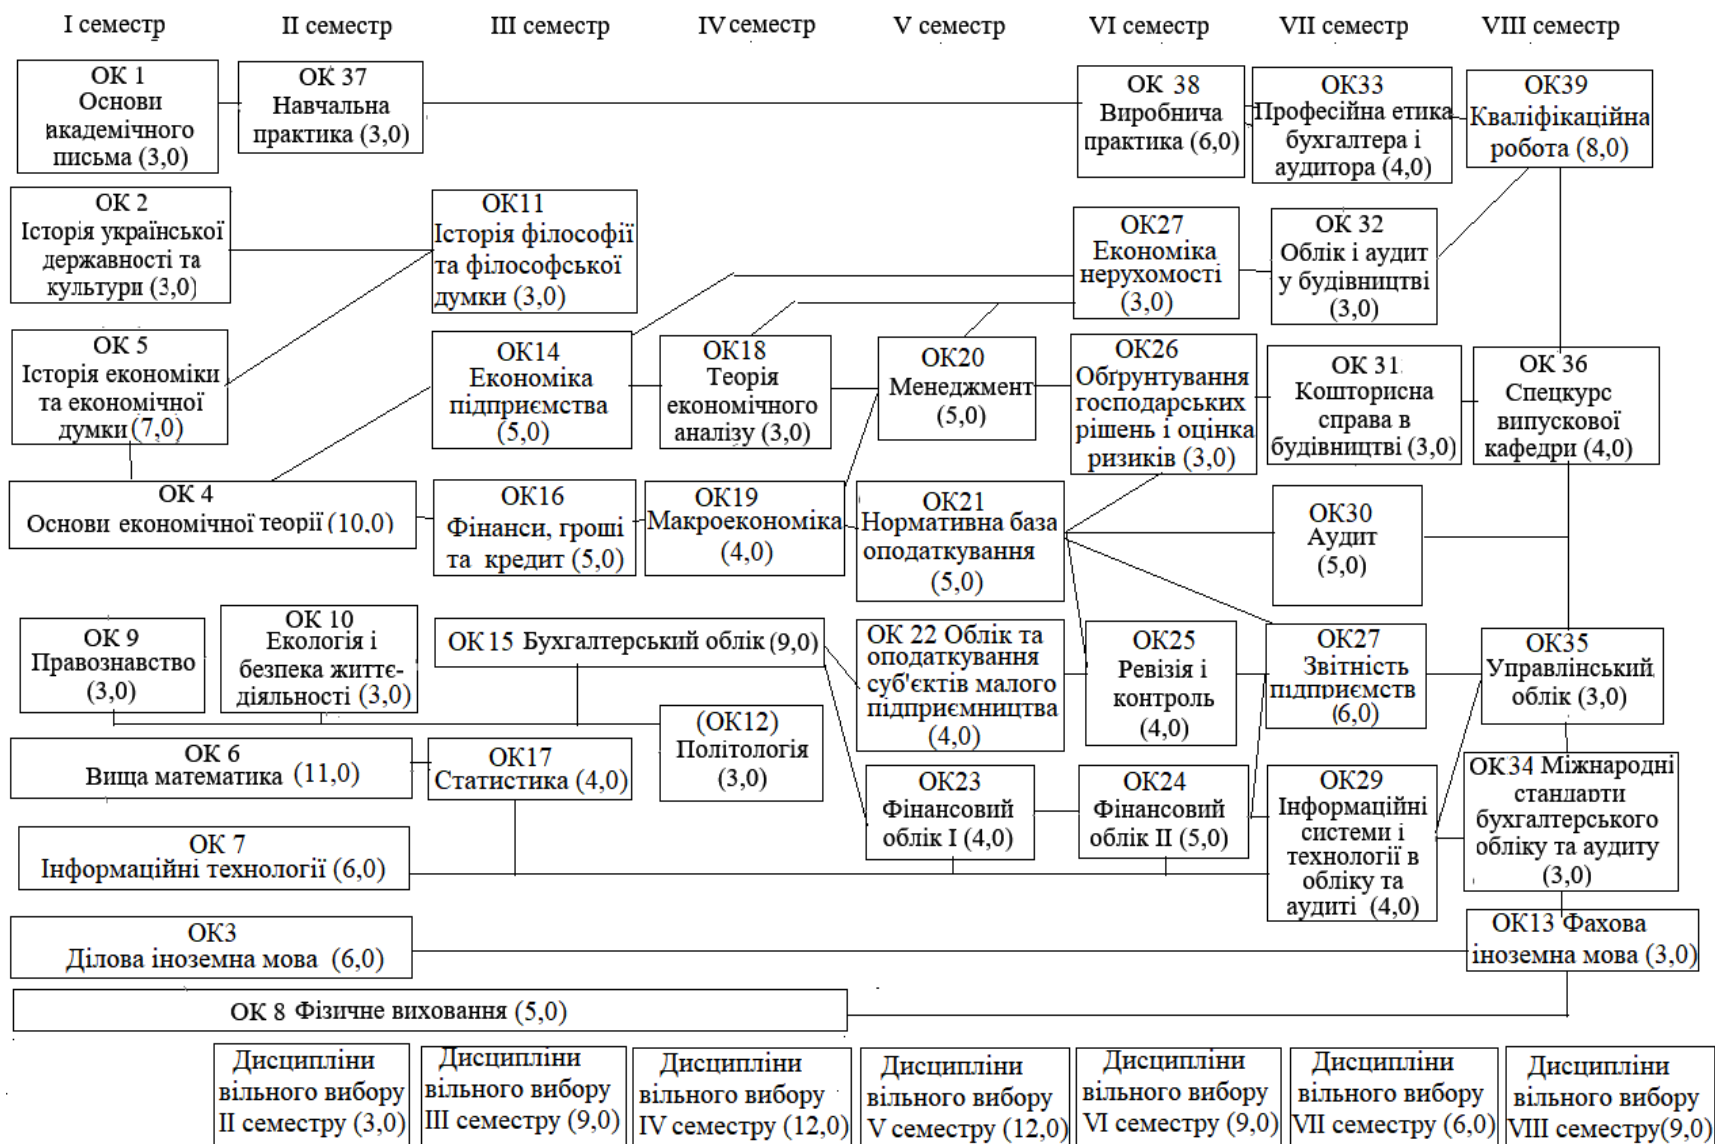 I семестр
II семестр
III семестр
IV семестр
V семестр
VI семестр
VII семестр
VIII семестр
ОК 1
Основи
академічного
письма (3,0)
ОК 37
Навчальна
практика (3,0)
ОК 38
Виробнича
практика (6,0)
ОК33
Професійна етика
бухгалтера і
аудитора (4,0)
ОК39
Кваліфікаційна
робота (8,0)
ОК 2
Історія української
державності та
культури (3,0)
ОК11
Історія філософії
та філософської
думки (3,0)
ОК27
Економіка
нерухомості
(3,0)
ОК 32
Облік і аудит
у будівництві
(3,0)
ОК 5
Історія економіки
та економічної
думки (7,0)
ОК14
Економіка
підприємства
(5,0)
ОК18
Теорія
економічного
аналізу (3,0)
ОК20
Менеджмент
(5,0)
ОК26
Обґрунтування
господарських
рішень і оцінка
ризиків (3,0)
ОК 31
Кошторисна
справа в
будівництві (3,0)
ОК 36
Спецкурс
випускової
кафедри (4,0)
ОК 4
Основи економічної теорії (10,0)
ОК16
Фінанси, гроші
та кредит (5,0)
ОК19
Макроекономіка
(4,0)
ОК21
Нормативна база
оподаткування
(5,0)
ОК30
Аудит
(5,0)
ОК 9
Правознавство
(3,0)
ОК 10
Екологія і
безпека життє-
діяльності (3,0)
ОК 15 Бухгалтерський облік (9,0)
ОК 22 Облік та
оподаткування
суб'єктів малого
підприємництва
(4,0)
ОК25
Ревізія і
контроль
(4,0)
ОК27
Звітність
підприємств
(6,0)
ОК35
Управлінський
облік (3,0)
ОК 6
Вища математика (11,0)
ОК17
Статистика (4,0)
(ОК12)
Політологія
(3,0)
ОК23
Фінансовий
облік I (4,0)
ОК24
Фінансовий
облік II (5,0)
ОК29
Інформаційні
системи і
технології в
обліку та
аудиті (4,0)
ОК34 Міжнародні
стандарти
бухгалтерського
обліку та аудиту
(3,0)
ОК 7
Інформаційні технології (6,0)
ОК3
Ділова іноземна мова (6,0)
ОК13 Фахова
іноземна мова (3,0)
ОК 8 Фізичне виховання (5,0)
Дисципліни
вільного вибору
II семестру (3,0)
Дисципліни
вільного вибору
III семестру (9,0)
Дисципліни
вільного вибору
IV семестру (12,0)
Дисципліни
вільного вибору
V семестру (12,0)
Дисципліни
вільного вибору
VI семестру (9,0)
Дисципліни
вільного вибору
VII семестру (6,0)
Дисципліни
вільного вибору
VIII семестру(9,0)